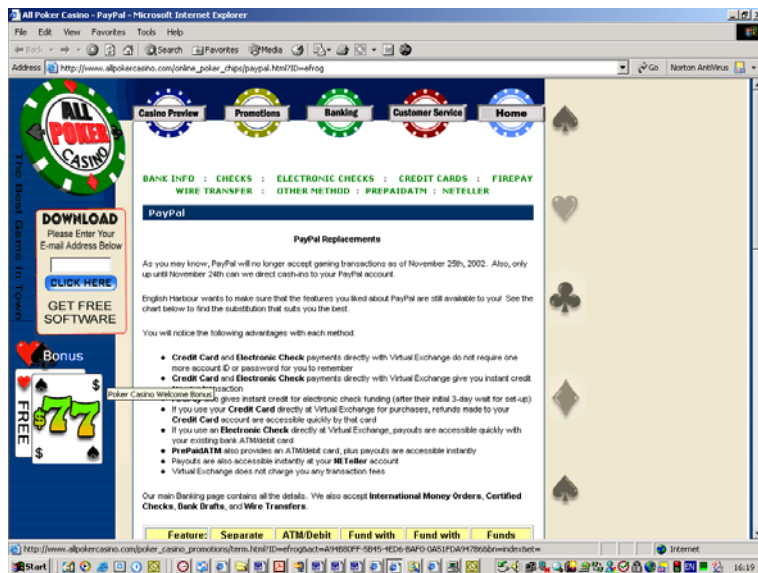 All Poker Casino - PayPal - Microsoft Internet Explorer
File Edit View Favorites Tools Help
Back Search Favorites Media
Address http://www.allpokercasino.com/online_poker_chips/paypal.html?ID=efrog Go Norton AntiVirus
ALL
POKER
CASINO
The Best Game In Town
Casino Preview Promotions Banking Customer Service Home
BANK INFO : CHECKS : ELECTRONIC CHECKS : CREDIT CARDS : FIREPAY
WIRE TRANSFER : OTHER METHOD : PREPAIDATM : NETELLER
DOWNLOAD
Please Enter Your
E-mail Address Below
CLICK HERE
GET FREE
SOFTWARE
Bonus
FREE
$
$77
$
Poker Casino Welcome Bonus
PayPal
PayPal Replacements
As you may know, PayPal will no longer accept gaming transactions as of November 25th, 2002. Also, only
up until November 24th can we direct cash-ins to your PayPal account.
English Harbour wants to make sure that the features you liked about PayPal are still available to you! See the
chart below to find the substitution that suits you the best.
You will notice the following advantages with each method:
Credit Card and Electronic Check payments directly with Virtual Exchange do not require one
more account ID or password for you to remember
Credit Card and Electronic Check payments directly with Virtual Exchange give you instant credit
transaction
gives instant credit for electronic check funding (after their initial 3-day wait for set-up)
If you use your Credit Card directly at Virtual Exchange for purchases, refunds made to your
Credit Card account are accessible quickly by that card
If you use an Electronic Check directly at Virtual Exchange, payouts are accessible quickly with
your existing bank ATM/debit card
PrePaidATM also provides an ATM/debit card, plus payouts are accessible instantly
Payouts are also accessible instantly at your NETeller account
Virtual Exchange does not charge you any transaction fees
Our main Banking page contains all the details. We also accept International Money Orders, Certified
Checks, Bank Drafts, and Wire Transfers.
Feature: Separate ATM/Debit Fund with Fund with Funds
Internet
Start 16:19